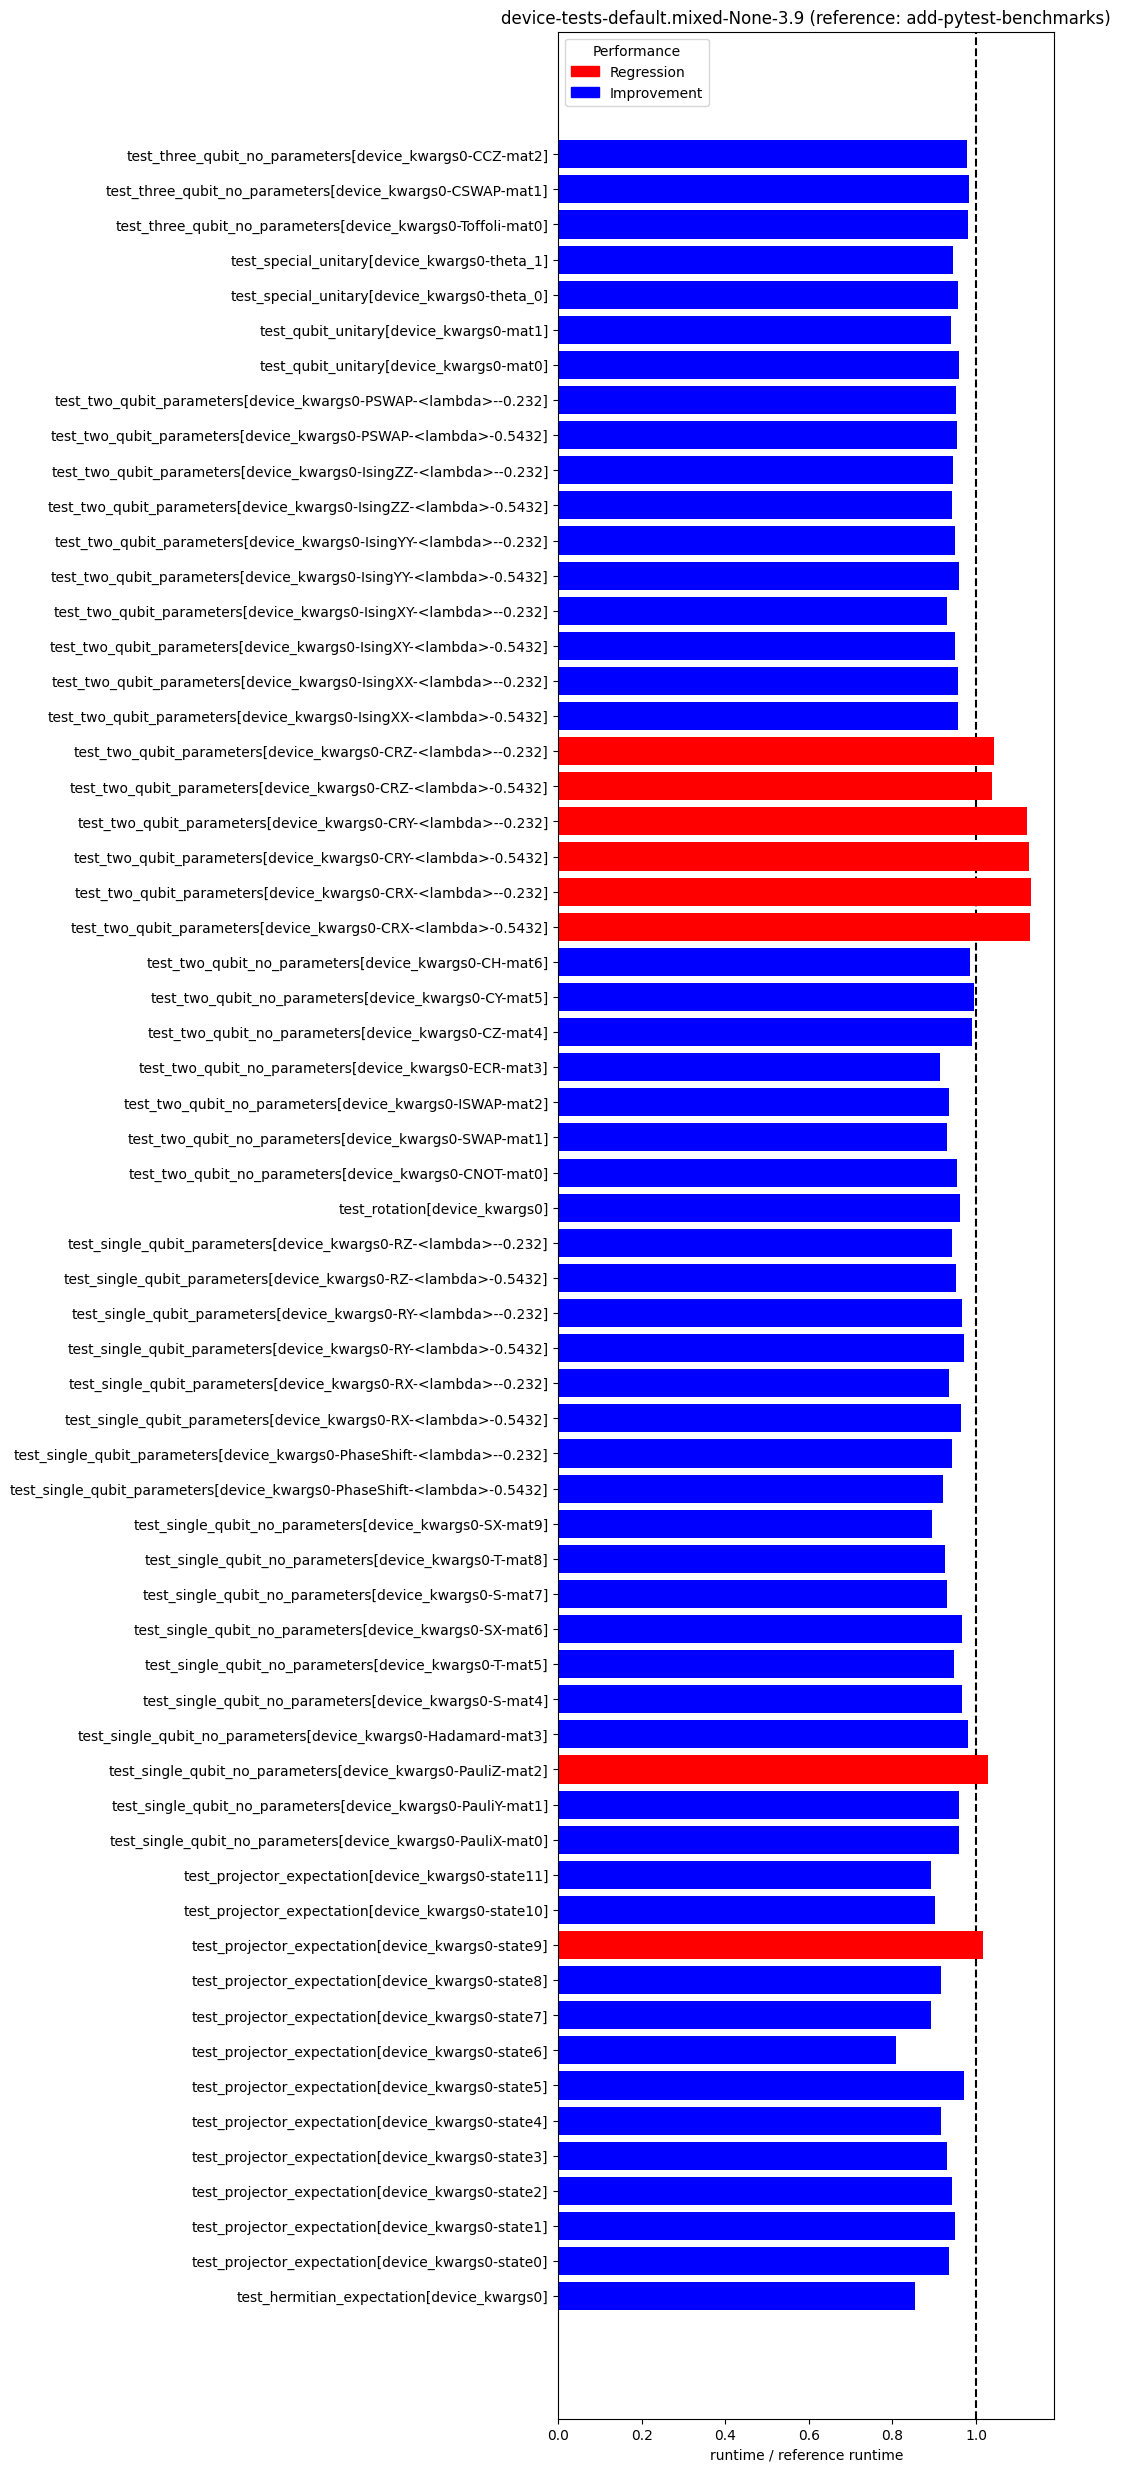 device-tests-default.mixed-None-3.9 (reference: add-pytest-benchmarks)
Performance
Regression
Improvement
test_three_qubit_no_parameters[device_kwargs0-CCZ-mat2]
test_three_qubit_no_parameters[device_kwargs0-CSWAP-mat1]
test_three_qubit_no_parameters[device_kwargs0-Toffoli-mat0]
test_special_unitary[device_kwargs0-theta_1]
test_special_unitary[device_kwargs0-theta_0]
test_qubit_unitary[device_kwargs0-mat1]
test_qubit_unitary[device_kwargs0-mat0]
test_two_qubit_parameters[device_kwargs0-PSWAP-<lambda>--0.232]
test_two_qubit_parameters[device_kwargs0-PSWAP-<lambda>-0.5432]
test_two_qubit_parameters[device_kwargs0-IsingZZ-<lambda>--0.232]
test_two_qubit_parameters[device_kwargs0-IsingZZ-<lambda>-0.5432]
test_two_qubit_parameters[device_kwargs0-IsingYY-<lambda>--0.232]
test_two_qubit_parameters[device_kwargs0-IsingYY-<lambda>-0.5432]
test_two_qubit_parameters[device_kwargs0-IsingXY-<lambda>--0.232]
test_two_qubit_parameters[device_kwargs0-IsingXY-<lambda>-0.5432]
test_two_qubit_parameters[device_kwargs0-IsingXX-<lambda>--0.232]
test_two_qubit_parameters[device_kwargs0-IsingXX-<lambda>-0.5432]
test_two_qubit_parameters[device_kwargs0-CRZ-<lambda>--0.232]
test_two_qubit_parameters[device_kwargs0-CRZ-<lambda>-0.5432]
test_two_qubit_parameters[device_kwargs0-CRY-<lambda>--0.232]
test_two_qubit_parameters[device_kwargs0-CRY-<lambda>-0.5432]
test_two_qubit_parameters[device_kwargs0-CRX-<lambda>--0.232]
test_two_qubit_parameters[device_kwargs0-CRX-<lambda>-0.5432]
test_two_qubit_no_parameters[device_kwargs0-CH-mat6]
test_two_qubit_no_parameters[device_kwargs0-CY-mat5]
test_two_qubit_no_parameters[device_kwargs0-CZ-mat4]
test_two_qubit_no_parameters[device_kwargs0-ECR-mat3]
test_two_qubit_no_parameters[device_kwargs0-ISWAP-mat2]
test_two_qubit_no_parameters[device_kwargs0-SWAP-mat1]
test_two_qubit_no_parameters[device_kwargs0-CNOT-mat0]
test_rotation[device_kwargs0]
test_single_qubit_parameters[device_kwargs0-RZ-<lambda>--0.232]
test_single_qubit_parameters[device_kwargs0-RZ-<lambda>-0.5432]
test_single_qubit_parameters[device_kwargs0-RY-<lambda>--0.232]
test_single_qubit_parameters[device_kwargs0-RY-<lambda>-0.5432]
test_single_qubit_parameters[device_kwargs0-RX-<lambda>--0.232]
test_single_qubit_parameters[device_kwargs0-RX-<lambda>-0.5432]
test_single_qubit_parameters[device_kwargs0-PhaseShift-<lambda>--0.232]
test_single_qubit_parameters[device_kwargs0-PhaseShift-<lambda>-0.5432]
test_single_qubit_no_parameters[device_kwargs0-SX-mat9]
test_single_qubit_no_parameters[device_kwargs0-T-mat8]
test_single_qubit_no_parameters[device_kwargs0-S-mat7]
test_single_qubit_no_parameters[device_kwargs0-SX-mat6]
test_single_qubit_no_parameters[device_kwargs0-T-mat5]
test_single_qubit_no_parameters[device_kwargs0-S-mat4]
test_single_qubit_no_parameters[device_kwargs0-Hadamard-mat3]
test_single_qubit_no_parameters[device_kwargs0-PauliZ-mat2]
test_single_qubit_no_parameters[device_kwargs0-PauliY-mat1]
test_single_qubit_no_parameters[device_kwargs0-PauliX-mat0]
test_projector_expectation[device_kwargs0-state11]
test_projector_expectation[device_kwargs0-state10]
test_projector_expectation[device_kwargs0-state9]
test_projector_expectation[device_kwargs0-state8]
test_projector_expectation[device_kwargs0-state7]
test_projector_expectation[device_kwargs0-state6]
test_projector_expectation[device_kwargs0-state5]
test_projector_expectation[device_kwargs0-state4]
test_projector_expectation[device_kwargs0-state3]
test_projector_expectation[device_kwargs0-state2]
test_projector_expectation[device_kwargs0-state1]
test_projector_expectation[device_kwargs0-state0]
test_hermitian_expectation[device_kwargs0]
0.0 0.2 0.4 0.6 0.8 1.0
runtime / reference runtime